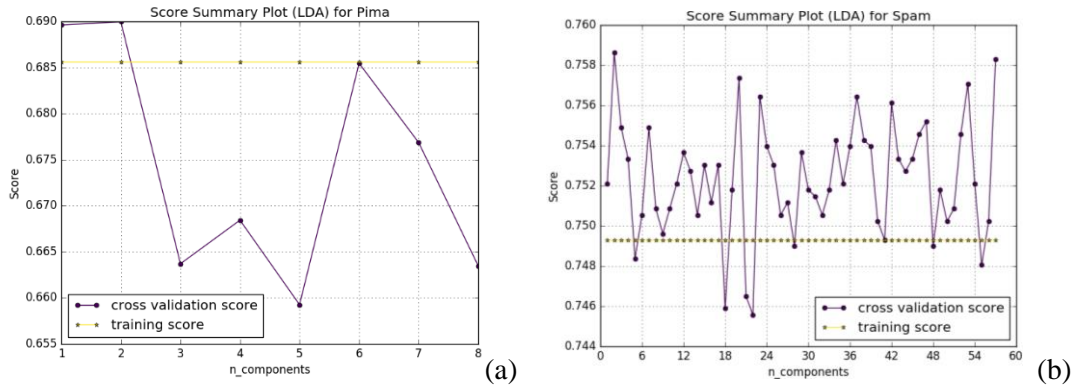 Score Summary Plot (LDA) for Pima
0.690
0.685
0.680
0.675
0.670
0.665
0.660
0.655
Score
cross validation score
training score
1 2 3 4 5 6 7 8
n_components
(a)
Score Summary Plot (LDA) for Spam
0.760
0.758
0.756
0.754
0.752
0.750
0.748
0.746
0.744
Score
cross validation score
training score
0 6 12 18 24 30 36 42 48 54 60
n_components
(b)